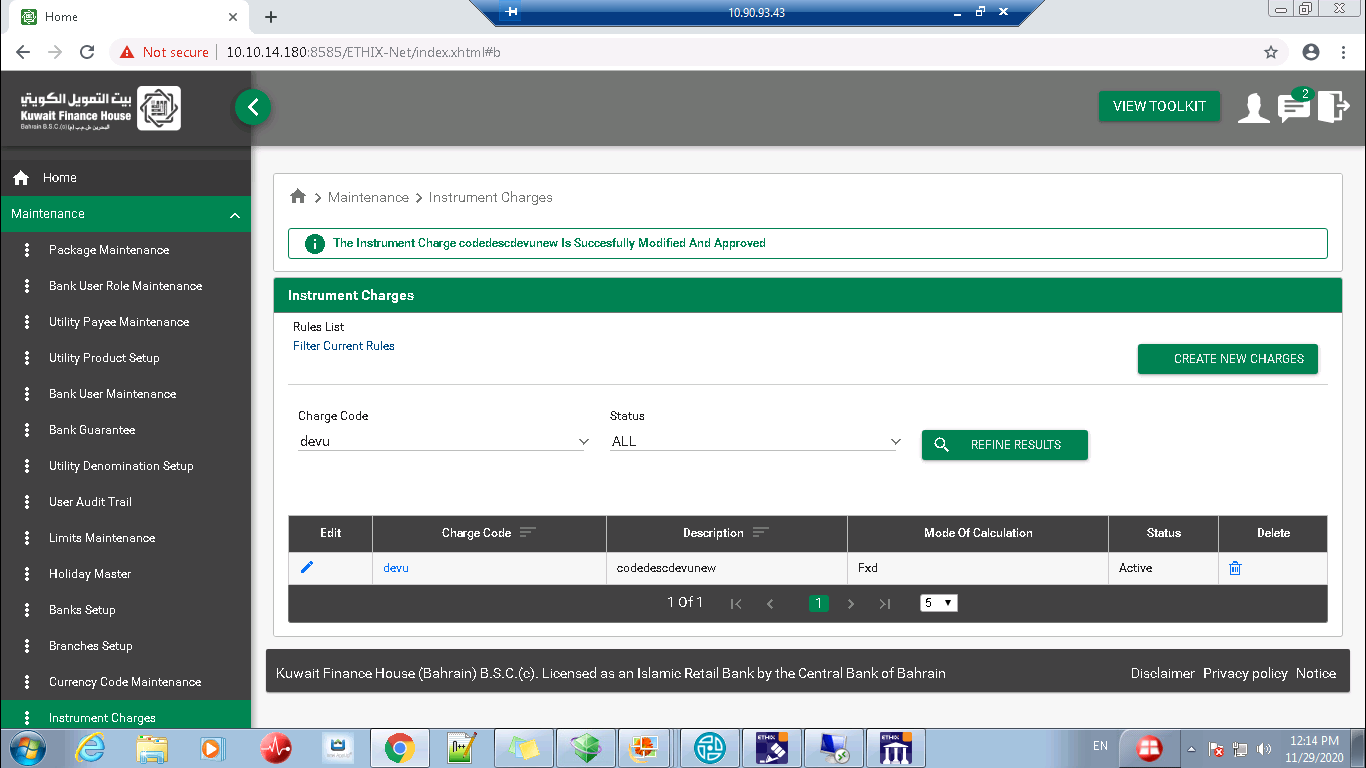 Home
10.90.93.43
Not secure
10.10.14.180:8585/ETHIX-Net/index.xhtml#b
بيت التمويل الكويتي
Kuwait Finance House
Bahrain B.S.C.(c) البحرين ش.م.ب (م)
VIEW TOOLKIT
2
Home
Maintenance
Package Maintenance
Bank User Role Maintenance
Utility Payee Maintenance
Utility Product Setup
Bank User Maintenance
Bank Guarantee
Utility Denomination Setup
User Audit Trail
Limits Maintenance
Holiday Master
Banks Setup
Branches Setup
Currency Code Maintenance
Instrument Charges
Maintenance
Instrument Charges
The Instrument Charge codedescdevunew Is Succesfully Modified And Approved
Instrument Charges
Rules List
Filter Current Rules
CREATE NEW CHARGES
Charge Code
Status
devu
ALL
REFINE RESULTS
Edit Charge Code Description Mode Of Calculation Status Delete
devu codedescdevunew Fxd Active
1 Of 1 1 5
Kuwait Finance House (Bahrain) B.S.C.(c). Licensed as an Islamic Retail Bank by the Central Bank of Bahrain
Disclaimer Privacy policy Notice
ETHIX
ETHIX
EN
12:14 PM
11/29/2020